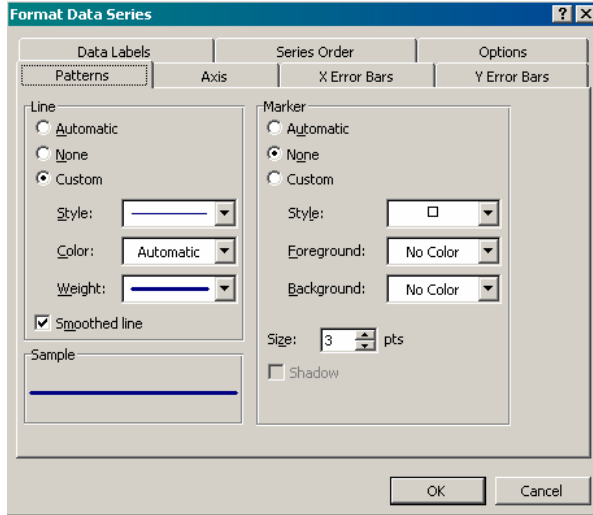 Format Data Series
Data Labels Series Order Options
Patterns Axis X Error Bars Y Error Bars
Line
Automatic
None
Custom
Style:
Color: Automatic
Weight:
Smoothed line
Sample
Marker
Automatic
None
Custom
Style:
Foreground: No Color
Background: No Color
Size: 3 pts
Shadow
OK Cancel